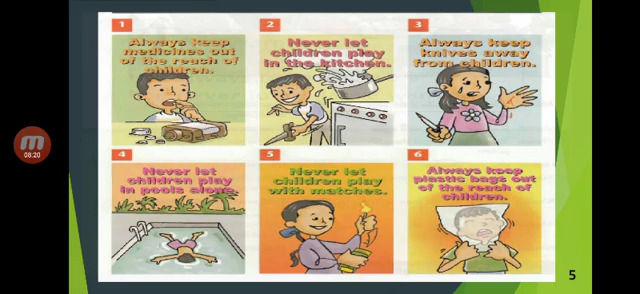 1
Always keep
medicines out
of the reach of
children.
2
Never let
children play
in the kitchen.
3
Always keep
knives away
from children.
4
Never let
children play
in pools alone.
5
Never let
children play
with matches.
6
Always keep
plastic bags out
of the reach of
children.
08:20
5